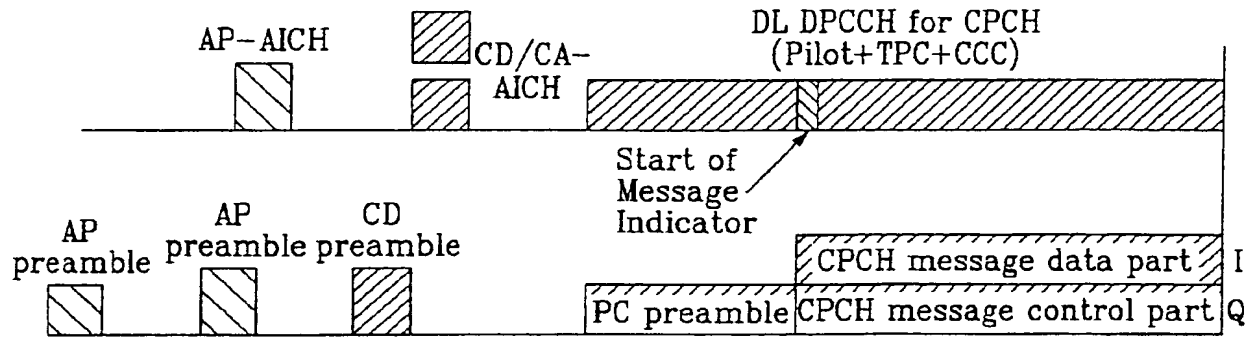 AP-AICH
CD/CA-
AICH
DL DPCCH for CPCH
(Pilot+TPC+CCC)
Start of
Message
Indicator
AP
preamble
AP
preamble
CD
preamble
CPCH message data part
I
PC preamble
CPCH message control part
Q